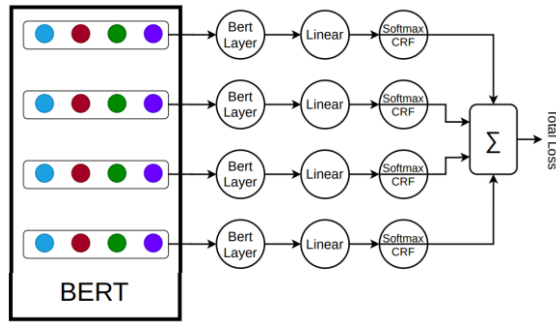 Bert
Layer
Linear
Softmax
CRF
Bert
Layer
Linear
Softmax
CRF
Bert
Layer
Linear
Softmax
CRF
Bert
Layer
Linear
Softmax
CRF
Σ
Total Loss
BERT